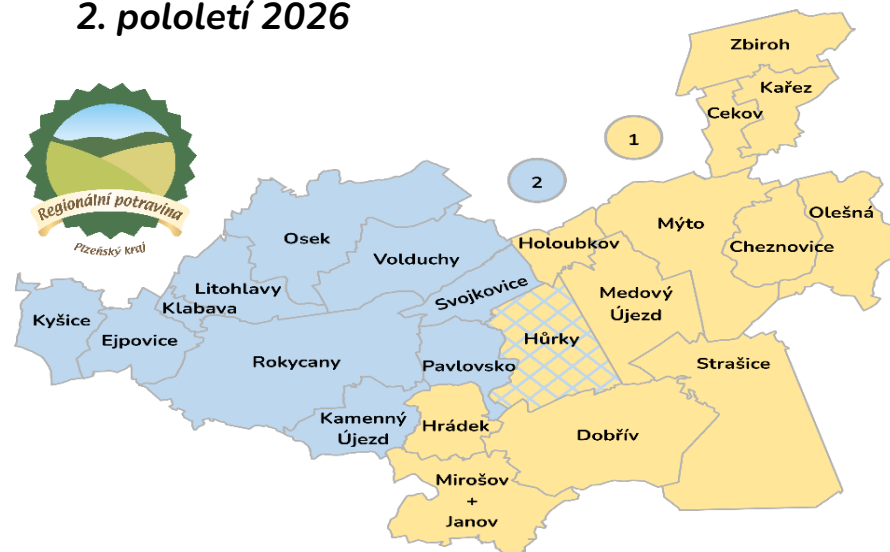 2. pololetí 2026
Regionální potravina
Plzeňský kraj
1
2
Zbiroh
Kařez
Cekov
Mýto
Olešná
Cheznovice
Holoubkov
Medový
Újezd
Strašice
Osek
Volduchy
Svojkovice
Litohlavy
Klabava
Kyšice
Ejpovice
Rokycany
Pavlovsko
Hůrky
Kamenný
Újezd
Hrádek
Dobřív
Mirošov
+
Janov